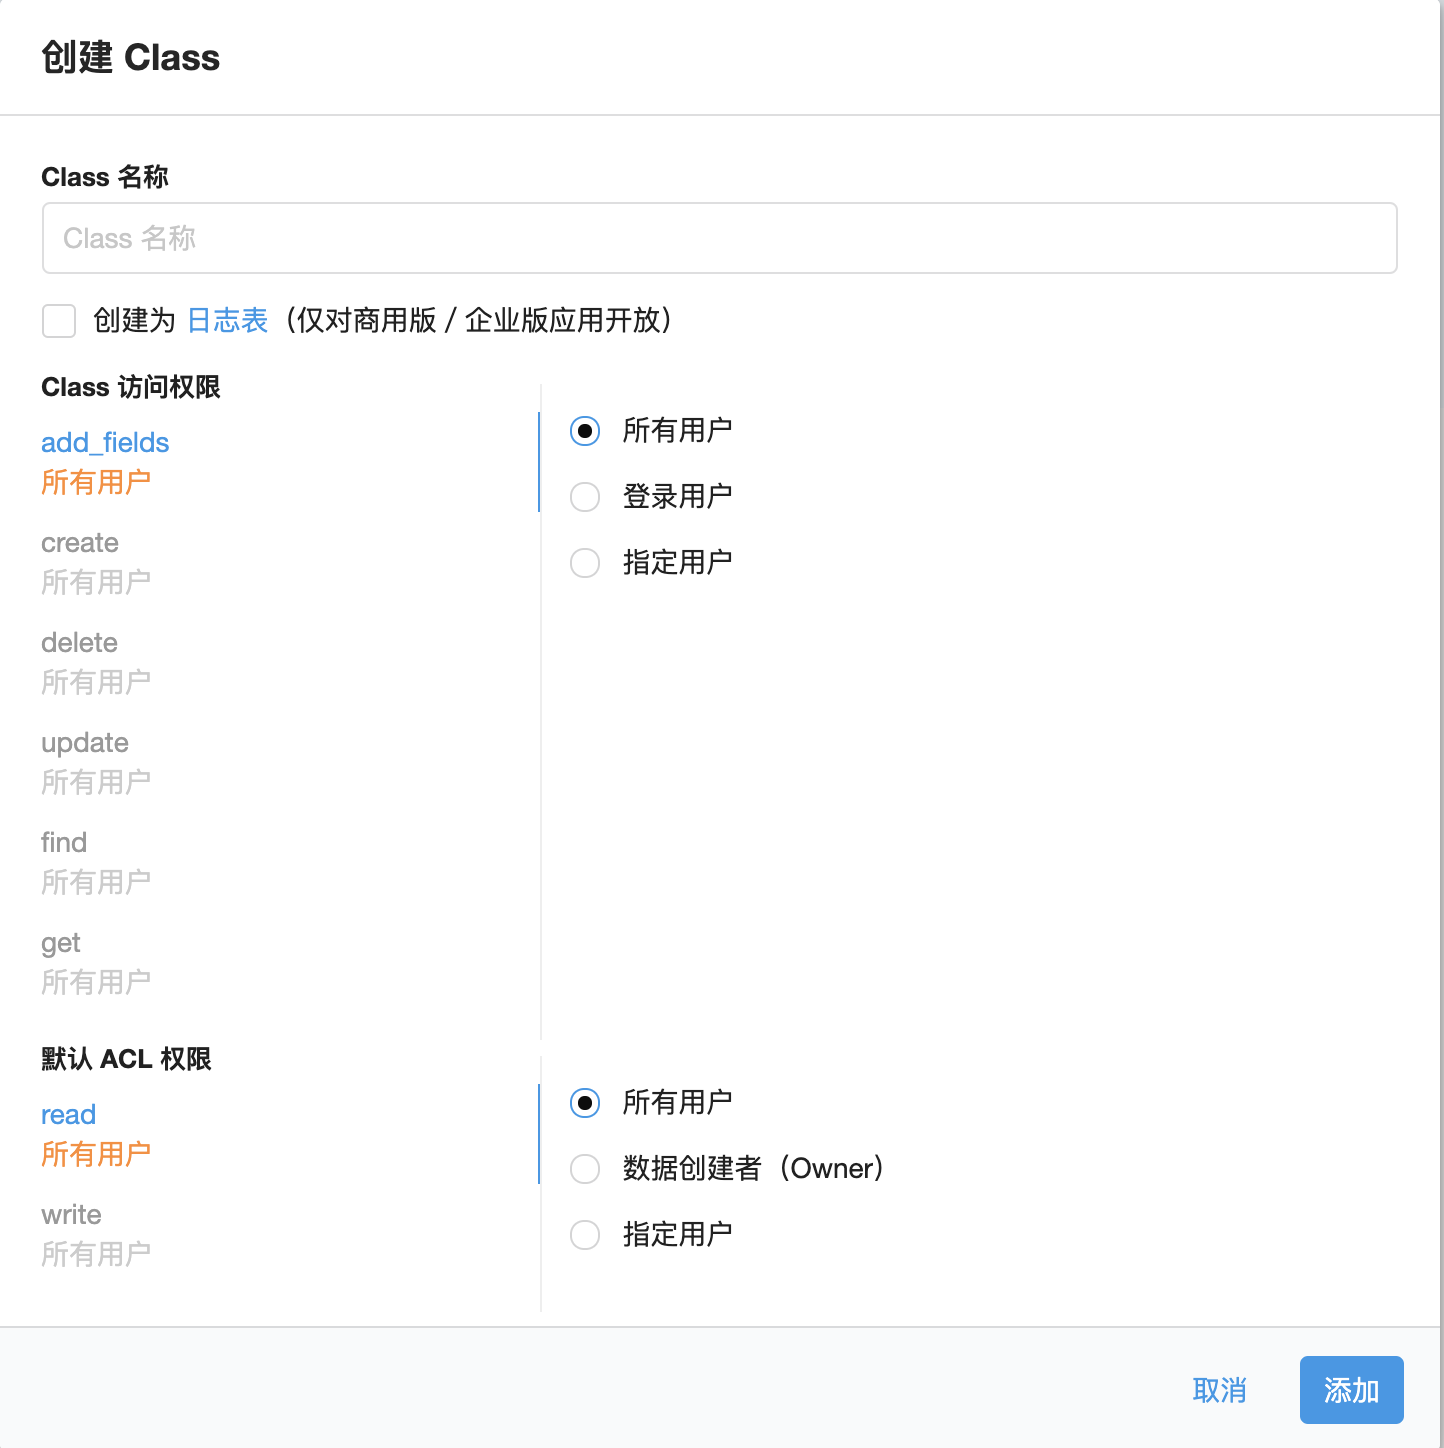 创建 Class
Class 名称
Class 名称
创建为 日志表（仅对商用版 / 企业版应用开放）
Class 访问权限
add_fields
所有用户
create
所有用户
delete
所有用户
update
所有用户
find
所有用户
get
所有用户
所有用户
登录用户
指定用户
默认 ACL 权限
read
所有用户
write
所有用户
所有用户
数据创建者（Owner）
指定用户
取消
添加